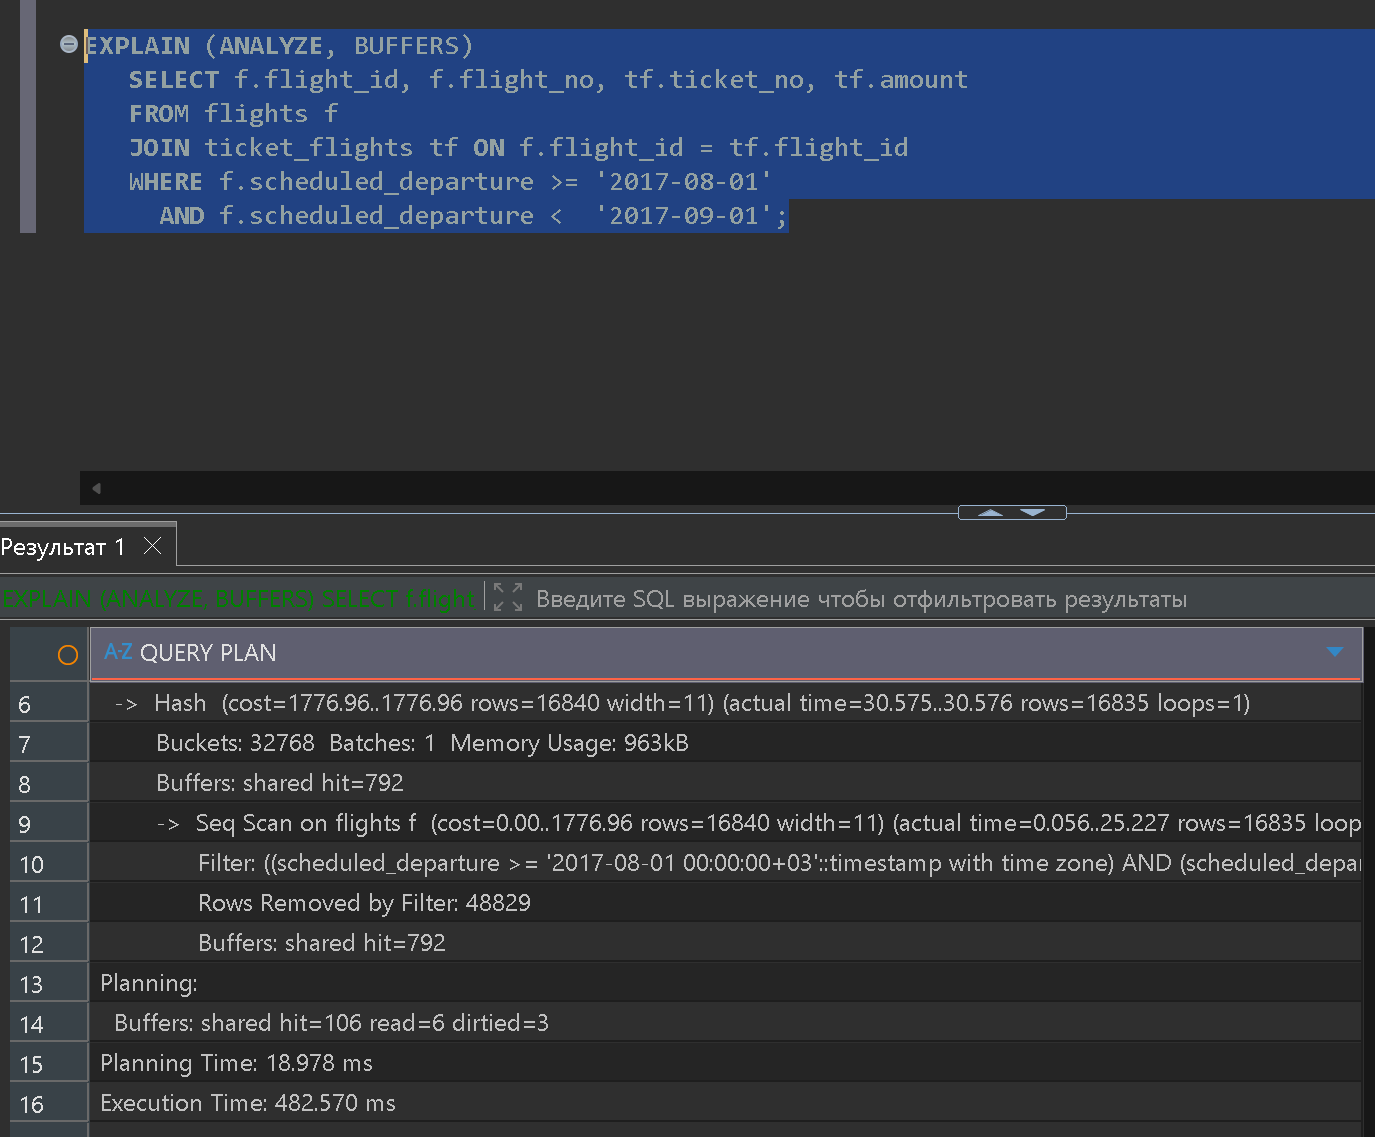 EXPLAIN (ANALYZE, BUFFERS)
SELECT f.flight_id, f.flight_no, tf.ticket_no, tf.amount
FROM flights f
JOIN ticket_flights tf ON f.flight_id = tf.flight_id
WHERE f.scheduled_departure >= '2017-08-01'
AND f.scheduled_departure <  '2017-09-01';
Результат 1
EXPLAIN (ANALYZE, BUFFERS) SELECT f.flight
Введите SQL выражение чтобы отфильтровать результаты
A-Z QUERY PLAN
6 -> Hash  (cost=1776.96..1776.96 rows=16840 width=11) (actual time=30.575..30.576 rows=16835 loops=1)
7 Buckets: 32768  Batches: 1  Memory Usage: 963kB
8 Buffers: shared hit=792
9 -> Seq Scan on flights f  (cost=0.00..1776.96 rows=16840 width=11) (actual time=0.056..25.227 rows=16835 loop
10 Filter: ((scheduled_departure >= '2017-08-01 00:00:00+03'::timestamp with time zone) AND (scheduled_depa
11 Rows Removed by Filter: 48829
12 Buffers: shared hit=792
13 Planning:
14 Buffers: shared hit=106 read=6 dirtied=3
15 Planning Time: 18.978 ms
16 Execution Time: 482.570 ms